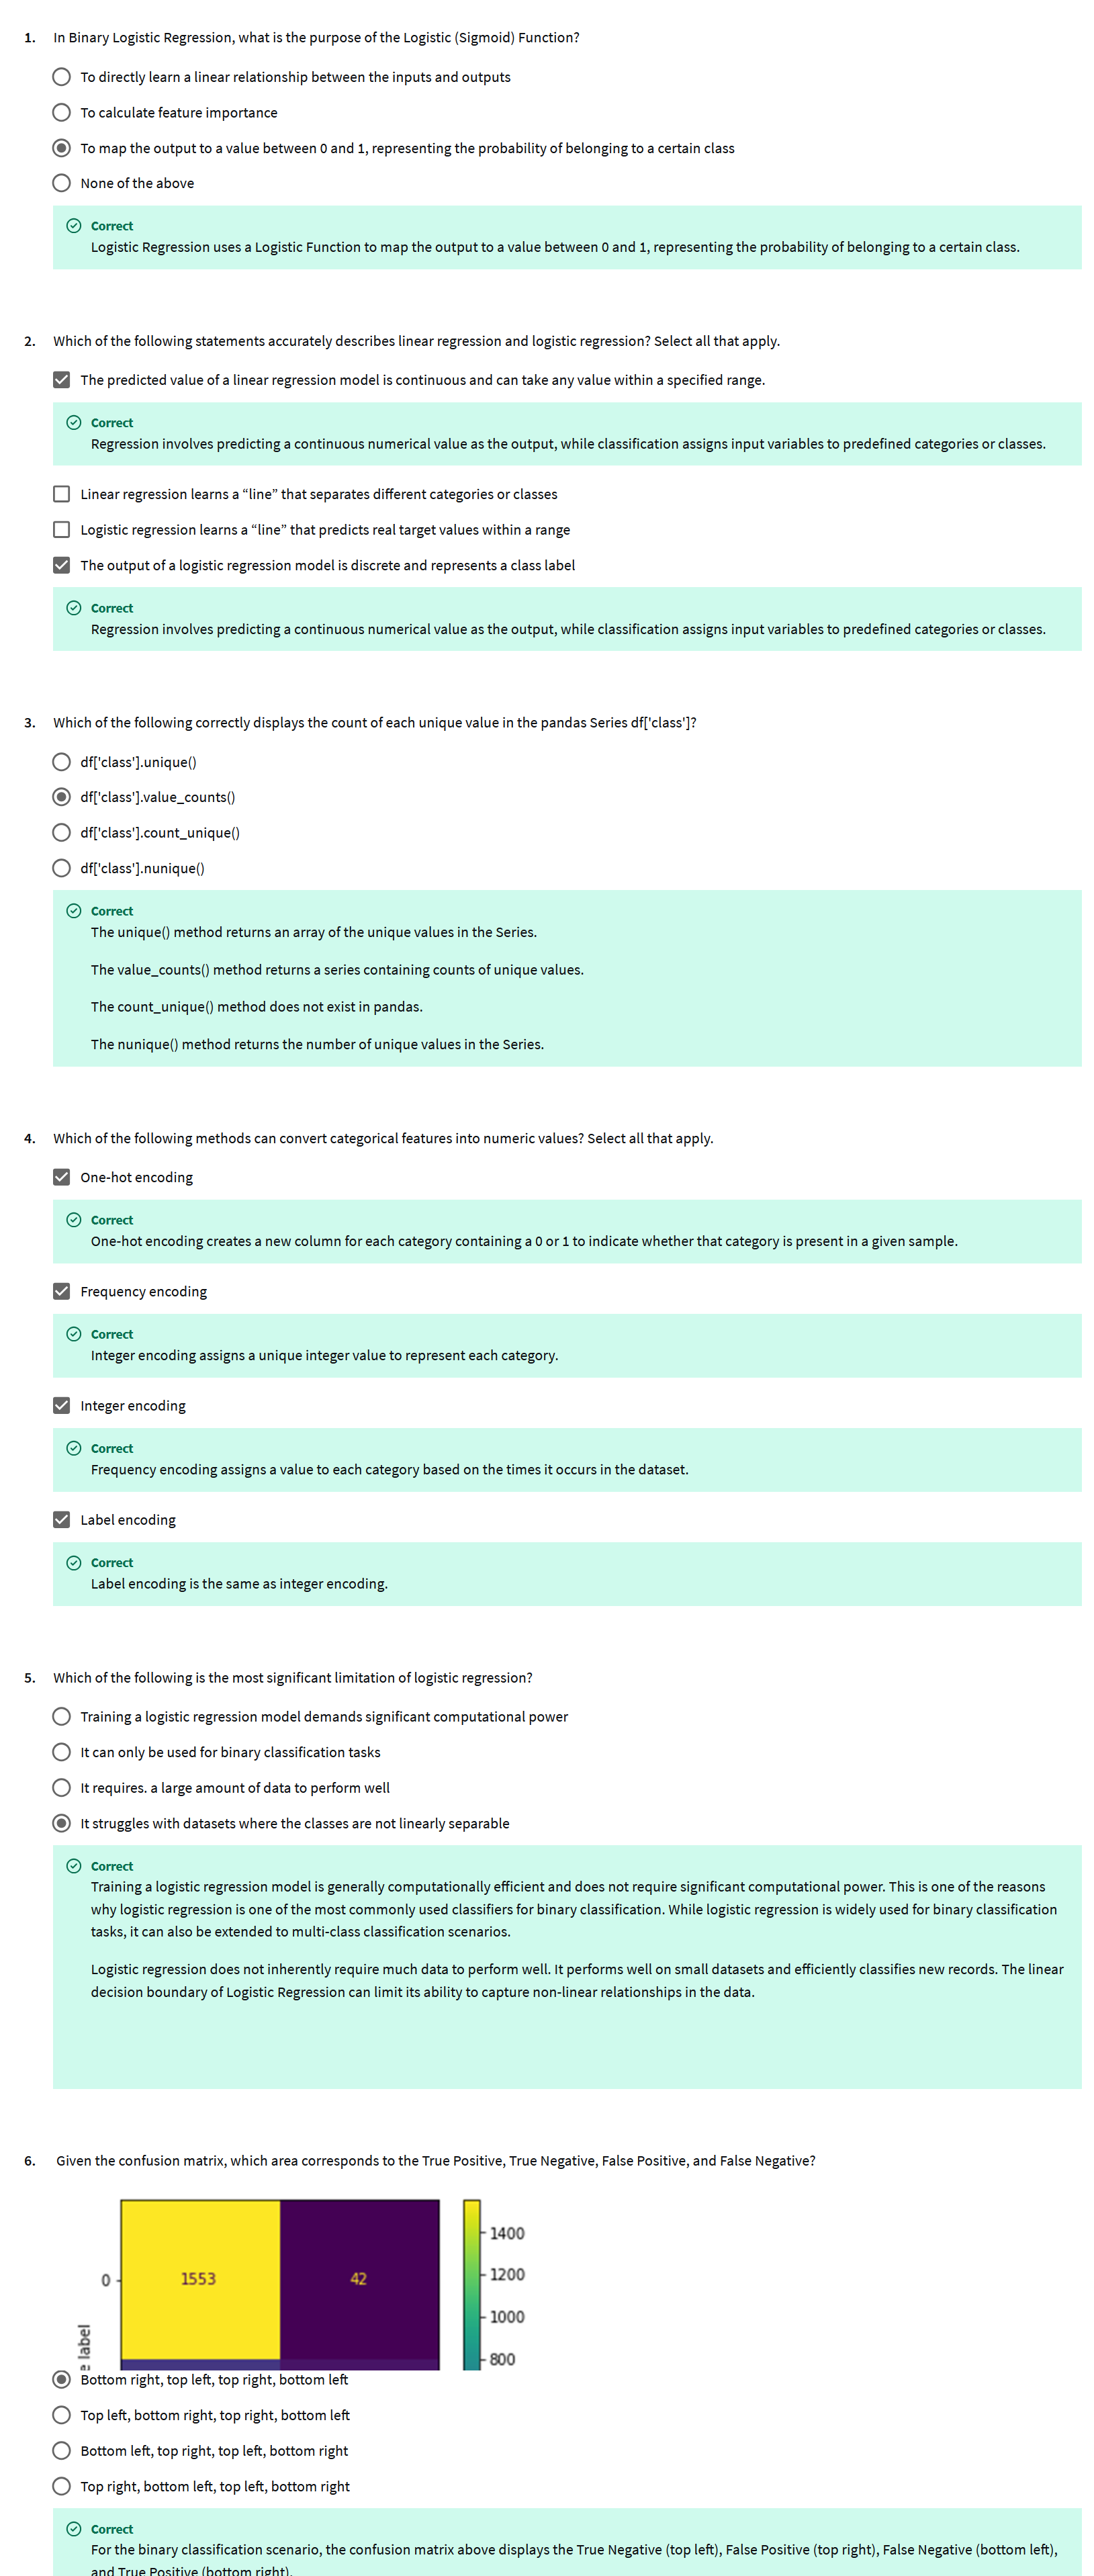 1. In Binary Logistic Regression, what is the purpose of the Logistic (Sigmoid) Function?
To directly learn a linear relationship between the inputs and outputs
To calculate feature importance
To map the output to a value between 0 and 1, representing the probability of belonging to a certain class
None of the above
Correct
Logistic Regression uses a Logistic Function to map the output to a value between 0 and 1, representing the probability of belonging to a certain class.
2. Which of the following statements accurately describes linear regression and logistic regression? Select all that apply.
The predicted value of a linear regression model is continuous and can take any value within a specified range.
Correct
Regression involves predicting a continuous numerical value as the output, while classification assigns input variables to predefined categories or classes.
Linear regression learns a “line” that separates different categories or classes
Logistic regression learns a “line” that predicts real target values within a range
The output of a logistic regression model is discrete and represents a class label
Correct
Regression involves predicting a continuous numerical value as the output, while classification assigns input variables to predefined categories or classes.
3. Which of the following correctly displays the count of each unique value in the pandas Series df['class']?
df['class'].unique()
df['class'].value_counts()
df['class'].count_unique()
df['class'].nunique()
Correct
The unique() method returns an array of the unique values in the Series.
The value_counts() method returns a series containing counts of unique values.
The count_unique() method does not exist in pandas.
The nunique() method returns the number of unique values in the Series.
4. Which of the following methods can convert categorical features into numeric values? Select all that apply.
One-hot encoding
Correct
One-hot encoding creates a new column for each category containing a 0 or 1 to indicate whether that category is present in a given sample.
Frequency encoding
Correct
Integer encoding assigns a unique integer value to represent each category.
Integer encoding
Correct
Frequency encoding assigns a value to each category based on the times it occurs in the dataset.
Label encoding
Correct
Label encoding is the same as integer encoding.
5. Which of the following is the most significant limitation of logistic regression?
Training a logistic regression model demands significant computational power
It can only be used for binary classification tasks
It requires. a large amount of data to perform well
It struggles with datasets where the classes are not linearly separable
Correct
Training a logistic regression model is generally computationally efficient and does not require significant computational power. This is one of the reasons
why logistic regression is one of the most commonly used classifiers for binary classification. While logistic regression is widely used for binary classification
tasks, it can also be extended to multi-class classification scenarios.
Logistic regression does not inherently require much data to perform well. It performs well on small datasets and efficiently classifies new records. The linear
decision boundary of Logistic Regression can limit its ability to capture non-linear relationships in the data.
6. Given the confusion matrix, which area corresponds to the True Positive, True Negative, False Positive, and False Negative?
1400
0 1553 42 1200
1000
e label 800
Bottom right, top left, top right, bottom left
Top left, bottom right, top right, bottom left
Bottom left, top right, top left, bottom right
Top right, bottom left, top left, bottom right
Correct
For the binary classification scenario, the confusion matrix above displays the True Negative (top left), False Positive (top right), False Negative (bottom left),
and True Positive (bottom right).